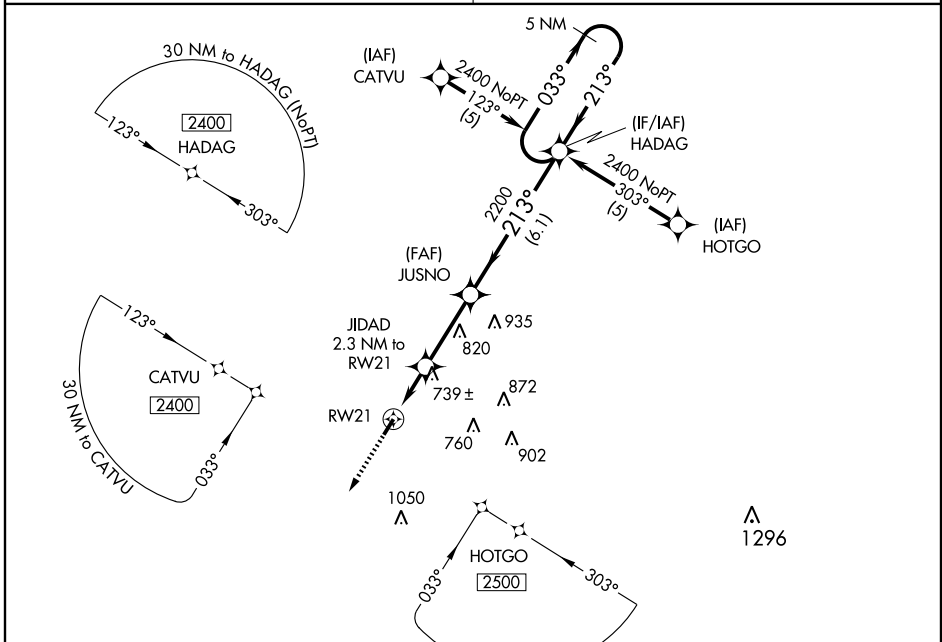 30 NM to HADAG (NoPT)
2400
HADAG
123°
303°
5 NM
(IAF)
CATVU
2400 NoPT
123°
(5)
033°
213°
(IF/IAF)
HADAG
2400 NoPT
303°
(5)
(IAF)
HOTGO
2200
213°
(6.1)
(FAF)
JUSNO
935
820
JIDAD
2.3 NM to
RW21
739 ±
872
RW21
760
902
123°
CATVU
2400
30 NM to CATVU
033°
1050
1296
HOTGO
2500
033°
303°